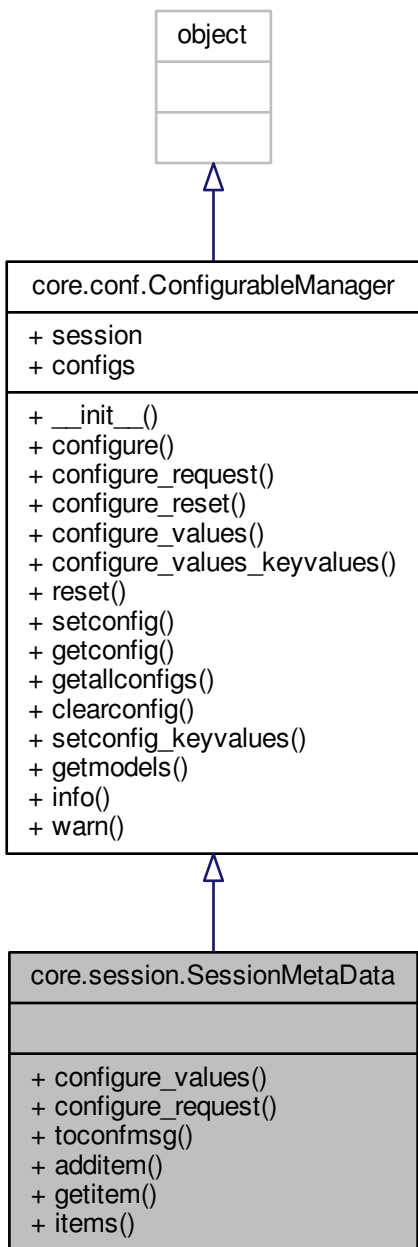 object
core.conf.ConfigurableManager
+ session
+ configs
+ __init__()
+ configure()
+ configure_request()
+ configure_reset()
+ configure_values()
+ configure_values_keyvalues()
+ reset()
+ setconfig()
+ getconfig()
+ getallconfigs()
+ clearconfig()
+ setconfig_keyvalues()
+ getmodels()
+ info()
+ warn()
core.session.SessionMetaData
+ configure_values()
+ configure_request()
+ toconfmsg()
+ additem()
+ getitem()
+ items()